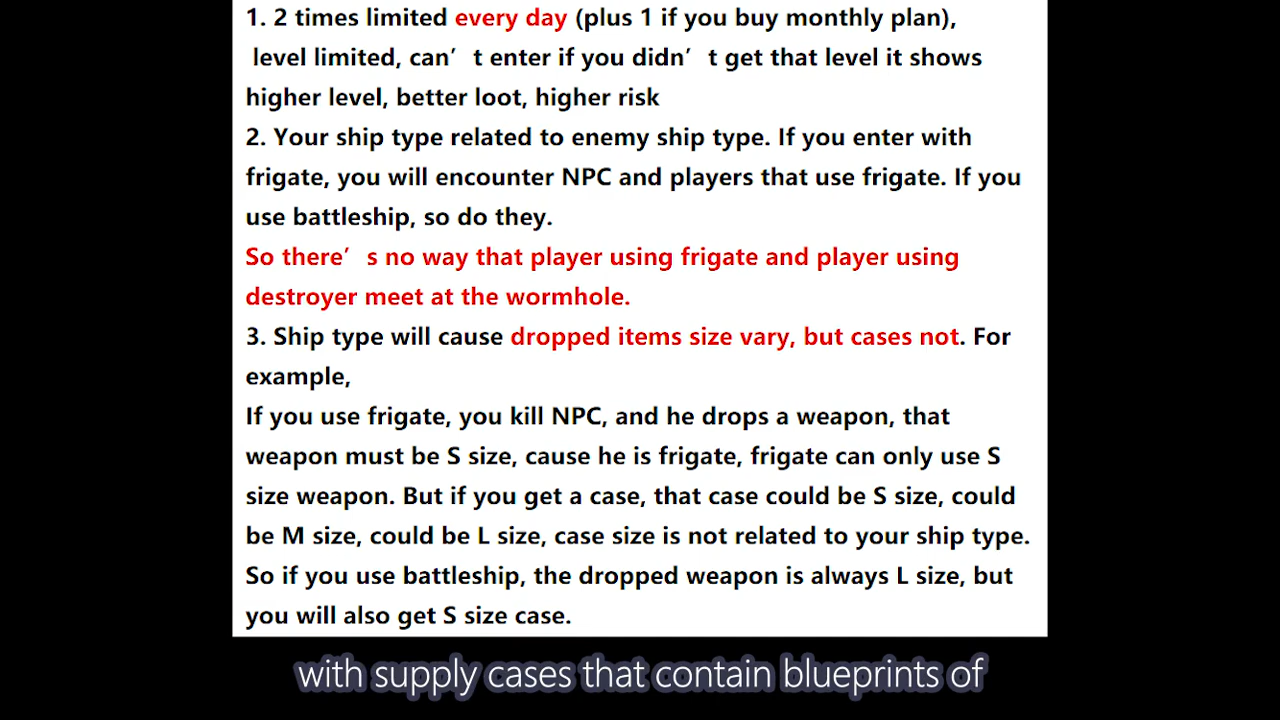 1. 2 times limited every day (plus 1 if you buy monthly plan),
level limited, can’t enter if you didn’t get that level it shows
higher level, better loot, higher risk
2. Your ship type related to enemy ship type. If you enter with
frigate, you will encounter NPC and players that use frigate. If you
use battleship, so do they.
So there’s no way that player using frigate and player using
destroyer meet at the wormhole.
3. Ship type will cause dropped items size vary, but cases not. For
example,
If you use frigate, you kill NPC, and he drops a weapon, that
weapon must be S size, cause he is frigate, frigate can only use S
size weapon. But if you get a case, that case could be S size, could
be M size, could be L size, case size is not related to your ship type.
So if you use battleship, the dropped weapon is always L size, but
you will also get S size case.
with supply cases that contain blueprints of